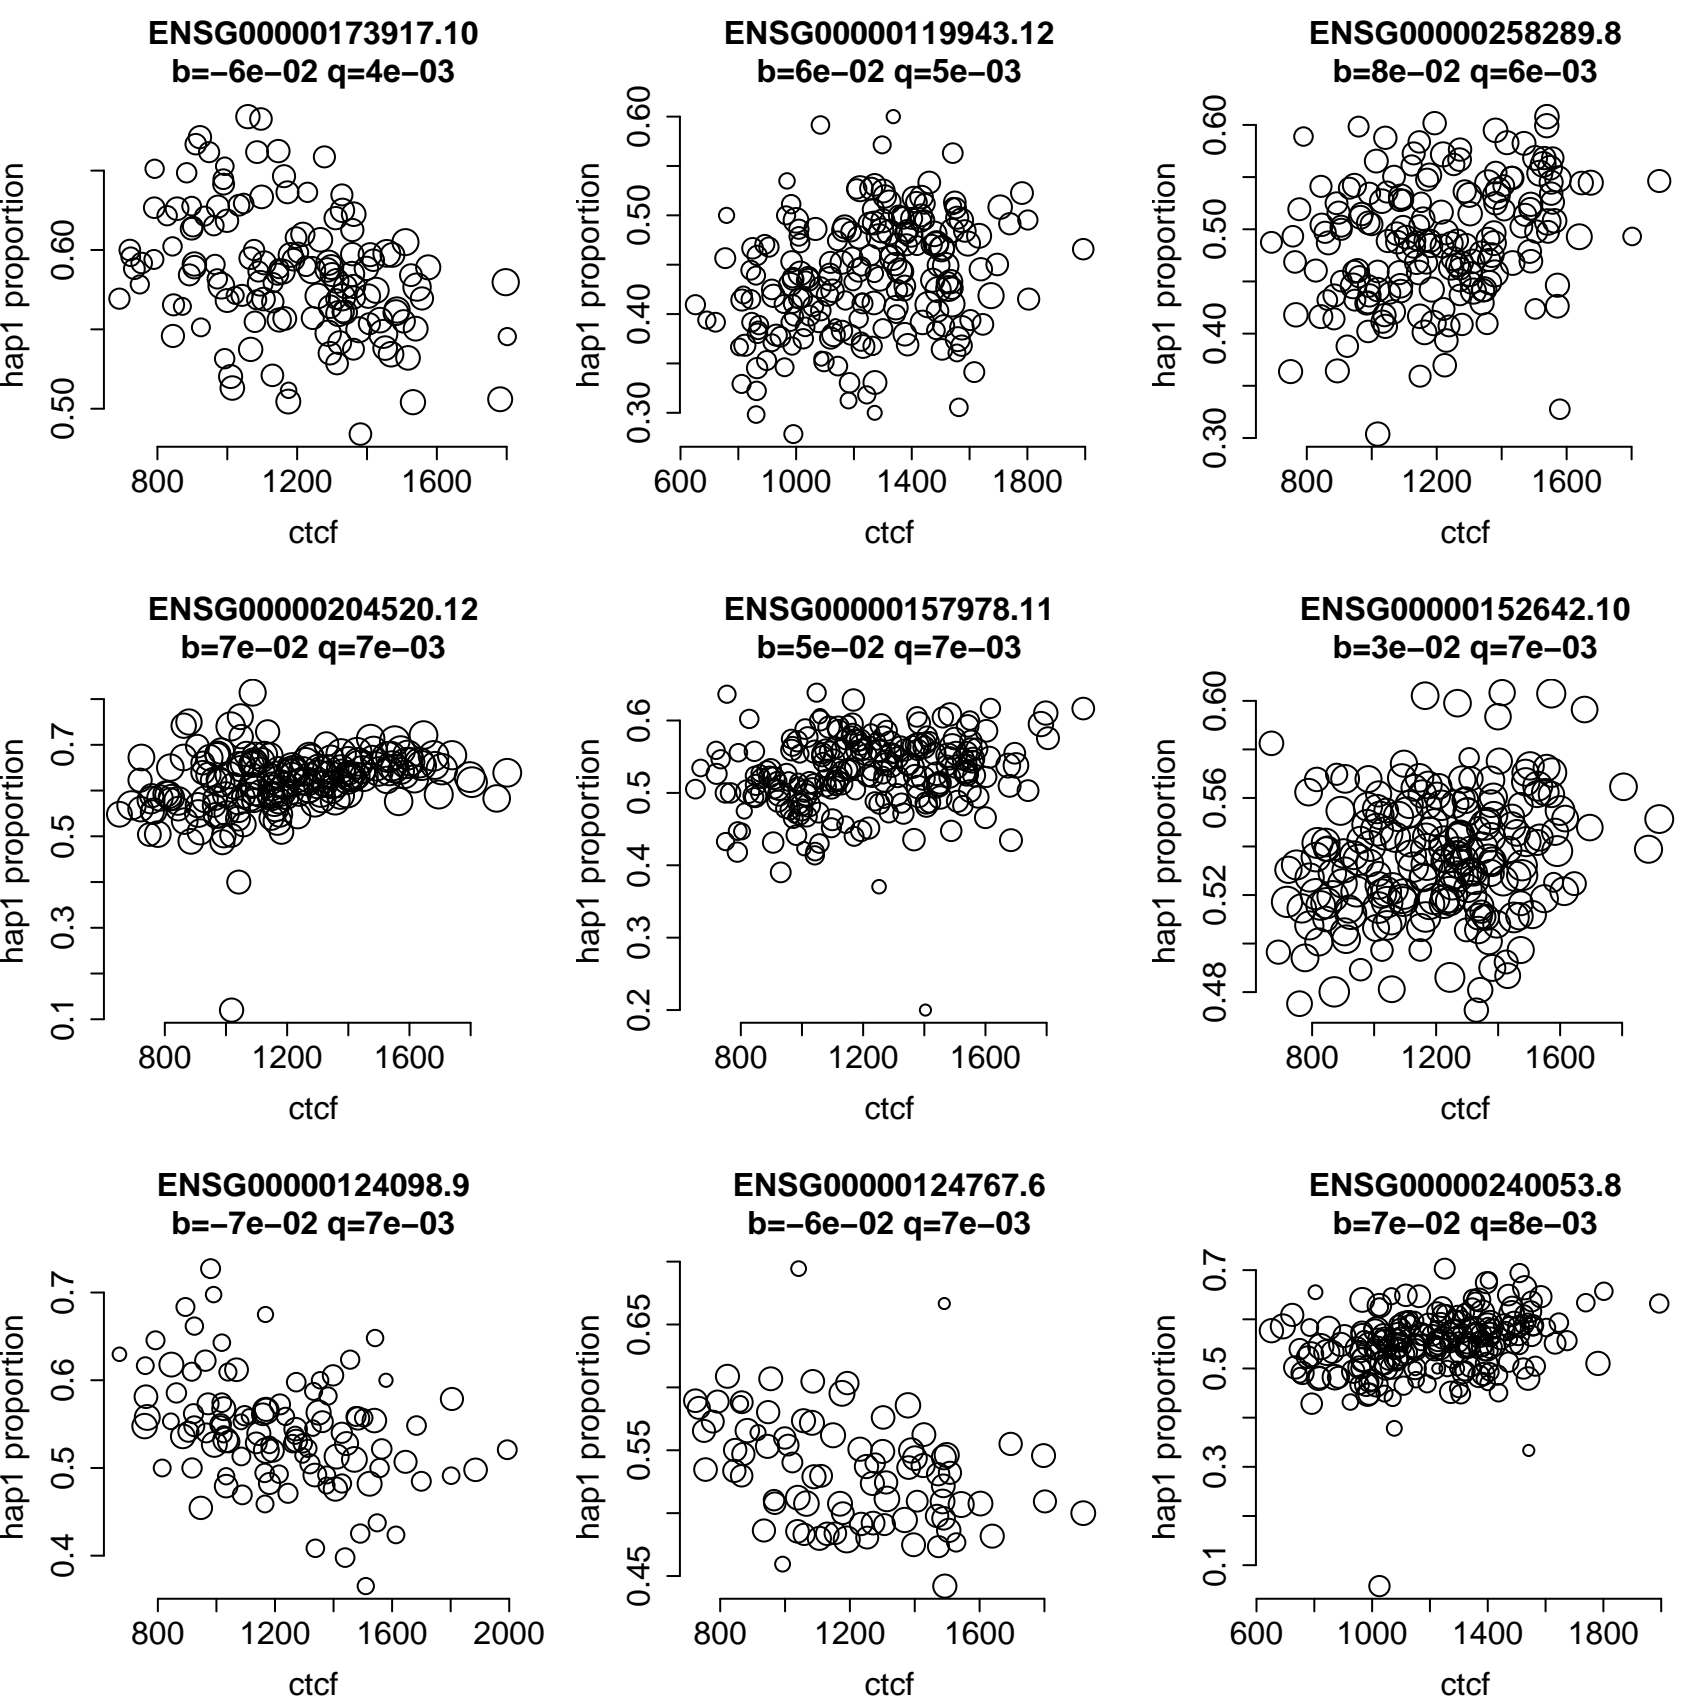 ENSG00000173917.10
b=−6e−02 q=4e−03
hap1 proportion
0.50 0.60
800 1200 1600
ctcf
ENSG00000119943.12
b=6e−02 q=5e−03
hap1 proportion
0.30 0.40 0.50 0.60
600 1000 1400 1800
ctcf
ENSG00000258289.8
b=8e−02 q=6e−03
hap1 proportion
0.30 0.40 0.50 0.60
800 1200 1600
ctcf
ENSG00000204520.12
b=7e−02 q=7e−03
hap1 proportion
0.1 0.3 0.5 0.7
800 1200 1600
ctcf
ENSG00000157978.11
b=5e−02 q=7e−03
hap1 proportion
0.2 0.3 0.4 0.5 0.6
800 1200 1600
ctcf
ENSG00000152642.10
b=3e−02 q=7e−03
hap1 proportion
0.48 0.52 0.56 0.60
800 1200 1600
ctcf
ENSG00000124098.9
b=−7e−02 q=7e−03
hap1 proportion
0.4 0.5 0.6 0.7
800 1200 1600 2000
ctcf
ENSG00000124767.6
b=−6e−02 q=7e−03
hap1 proportion
0.45 0.55 0.65
800 1200 1600
ctcf
ENSG00000240053.8
b=7e−02 q=8e−03
hap1 proportion
0.1 0.3 0.5 0.7
600 1000 1400 1800
ctcf